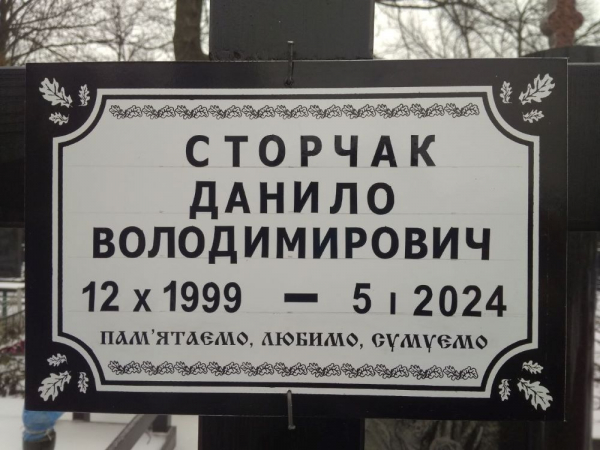 СТОРЧАК
ДАНИЛО
ВОЛОДИМИРОВИЧ
12 X 1999 – 5 I 2024
ПАМ'ЯТАЄМО, ЛЮБИМО, СУМУЄМО